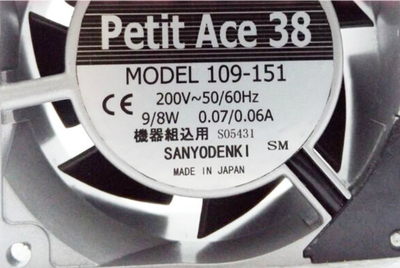 Petit Ace 38
MODEL 109-151
CE 200V~50/60Hz
9/8W 0.07/0.06A
機器組込用 S05431
SANYODENKI SM
MADE IN JAPAN